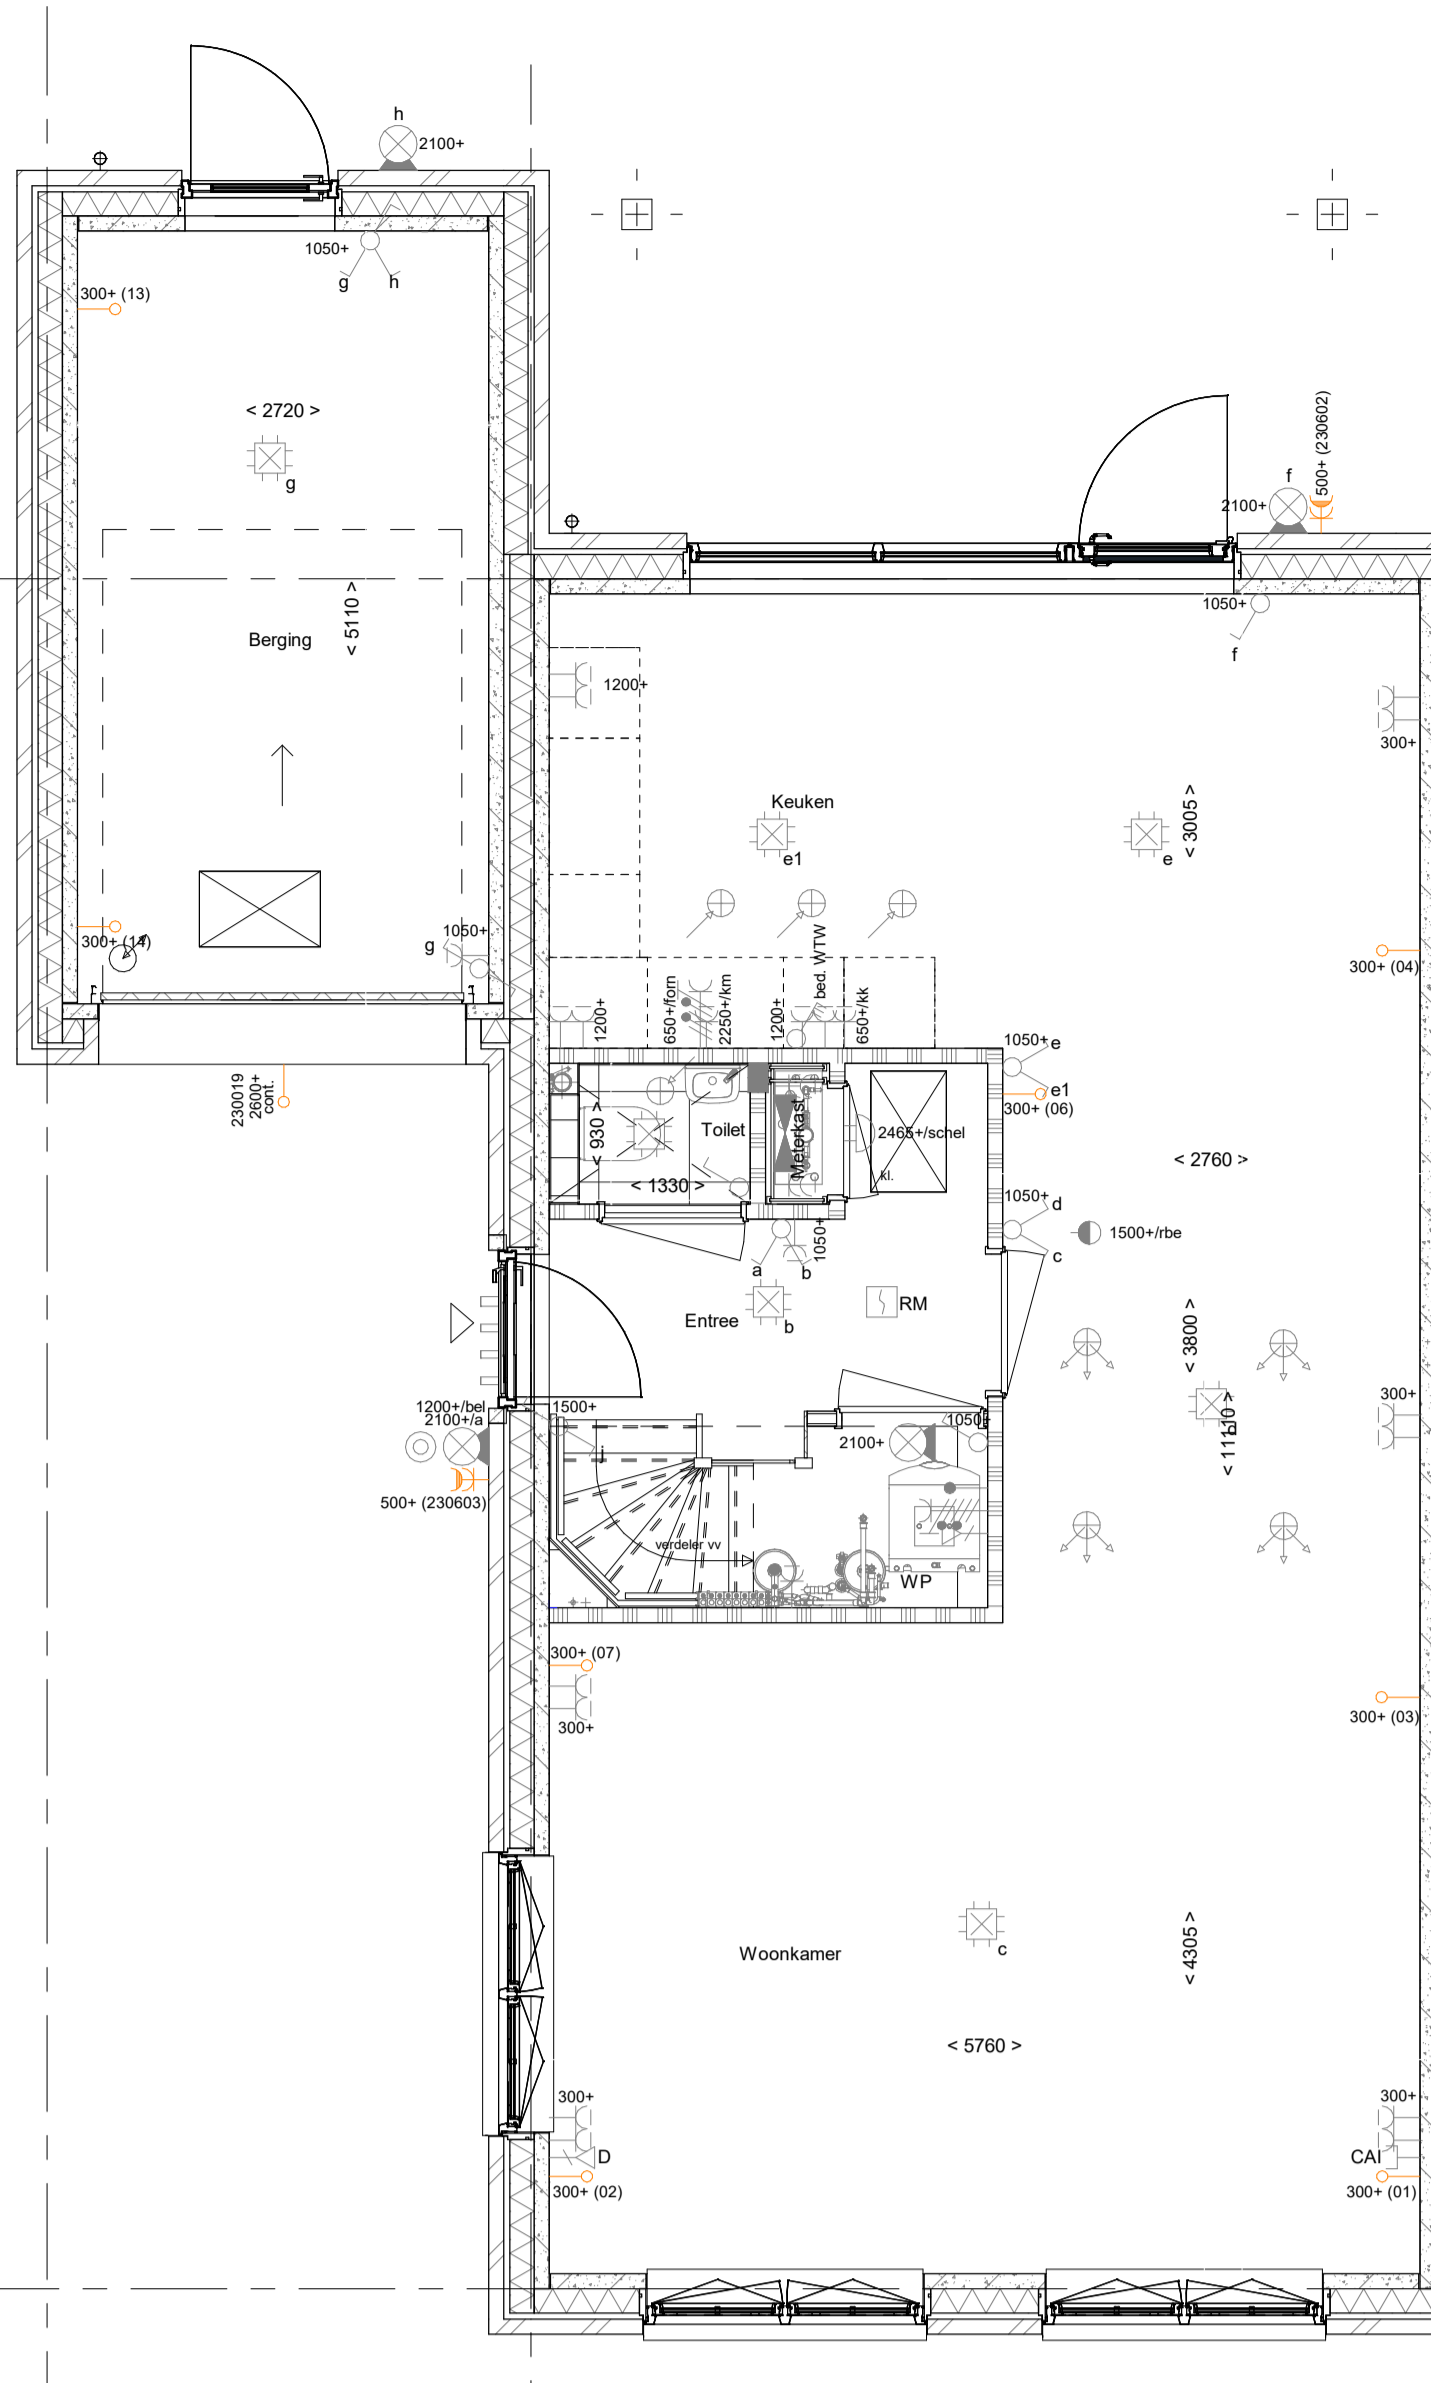 h
2100+
1050+
g
h
300+ (13)
< 2720 >
g
500+ (230602)
f
2100+
< 5110 >
1050+
f
Berging
1200+
300+
Keuken
e1
< 3005 >
e
300+ (14)
1050+
g
bed. WTW
300+ (04)
1200+
650+/forn
2250+/km
1200+
650+/kk
1050+
e
e1
300+ (06)
230019
2600+
cont.
< 930 >
Toilet
Meterkast
2465+/schel
kl.
< 1330 >
< 2760 >
1050+
d
c
1500+/rbe
1050+
a
b
Entree
b
RM
< 3800 >
300+
1200+/bel
2100+/a
1500+
j
2100+
1050+
< 11110 >
500+ (230603)
verdeler vv
WP
300+ (07)
300+
300+ (03)
c
Woonkamer
< 4305 >
< 5760 >
300+
D
300+ (02)
300+
CAI
300+ (01)